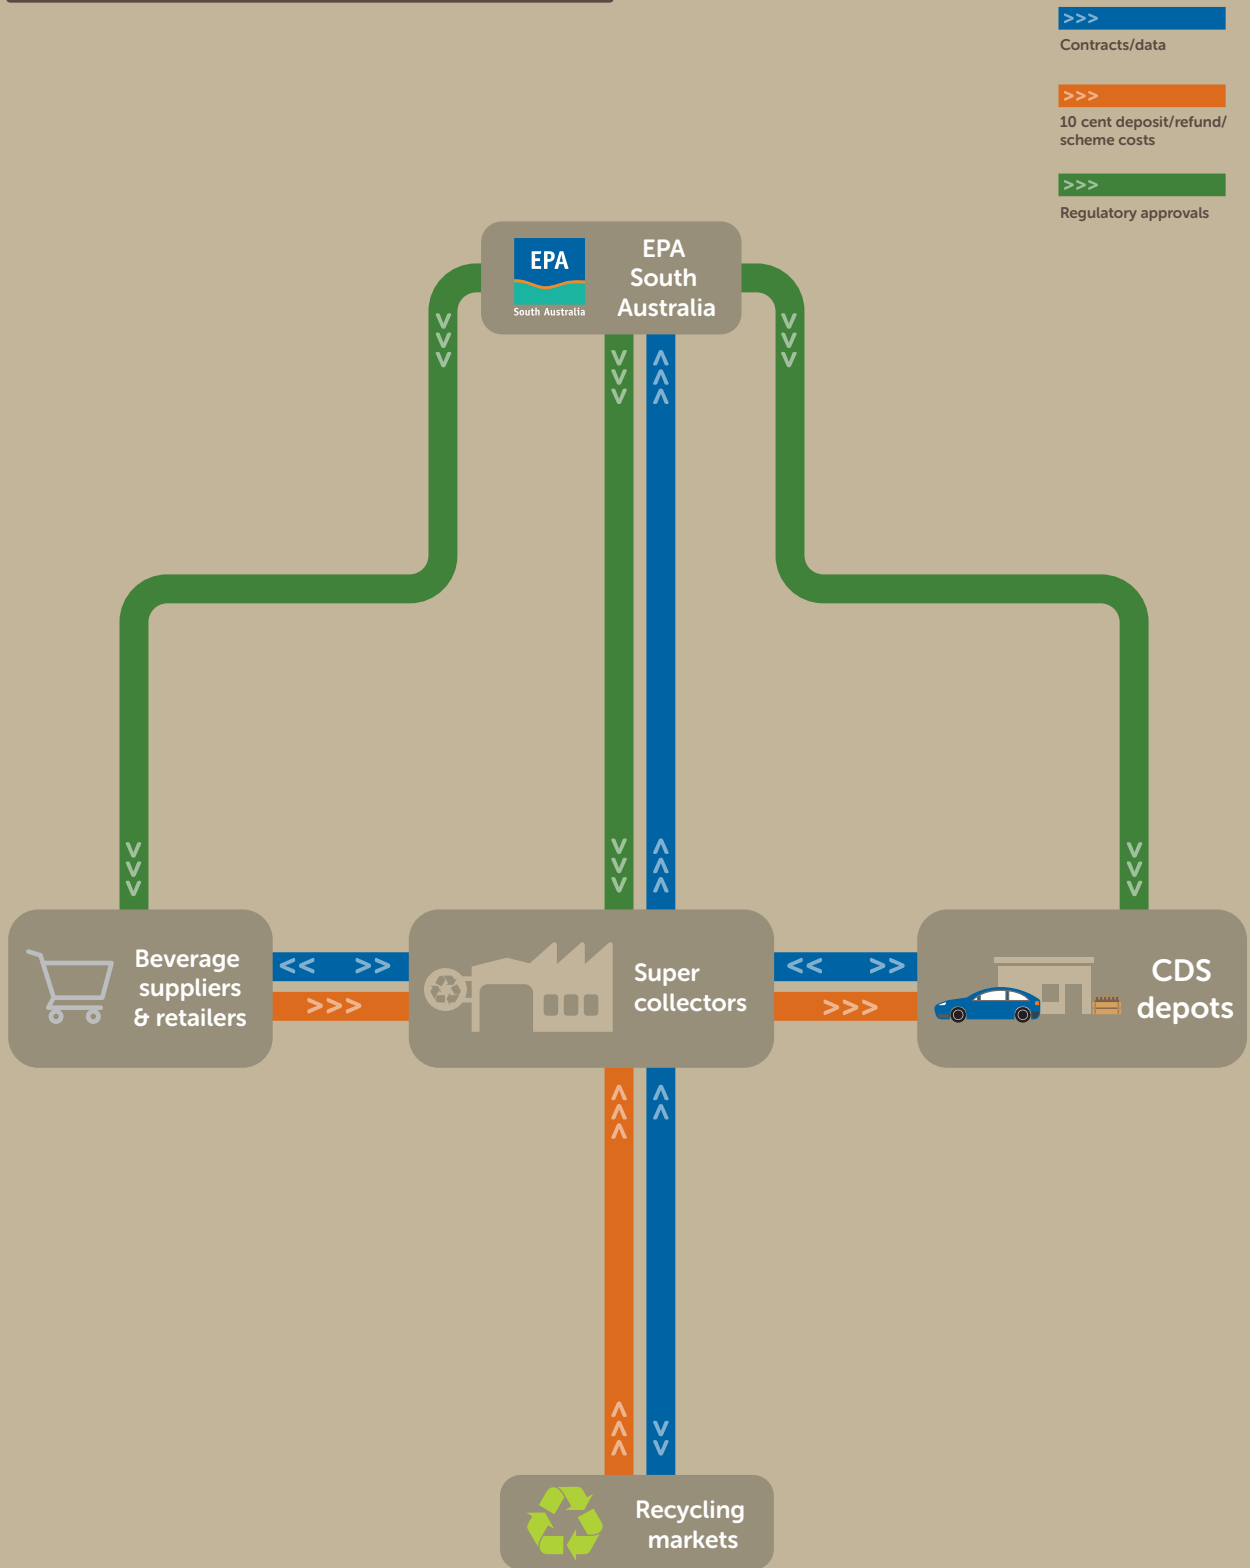 >>>
Contracts/data
>>>
10 cent deposit/refund/
scheme costs
>>>
Regulatory approvals
EPA
South Australia
EPA
South
Australia
Beverage
suppliers
& retailers
<< >>
>>>
Super
collectors
<< >>
>>>
CDS
depots
Recycling
markets